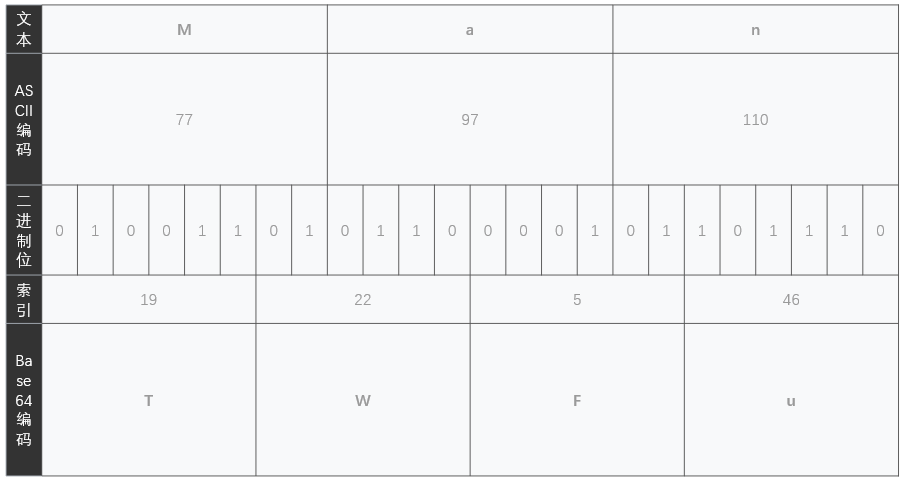 文本 M a n
ASCII编码 77 97 110
二进制位 0 1 0 0 1 1 0 1 0 1 1 0 0 0 0 1 0 1 1 0 1 1 1 0
索引 19 22 5 46
Base64编码 T W F u